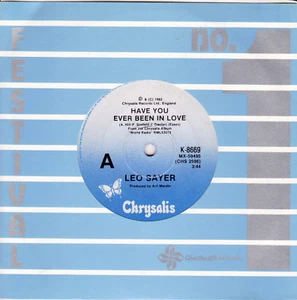 FESTIVAL
no.
℗ & (C) 1982
Chrysalis Records Ltd., England
HAVE YOU
EVER BEEN IN LOVE
From the Chrysalis Album
K-8669
MX-59495
(CHS 2596)
3:44
A
LEO SAYER
Produced by Arif Mardin
Chrysalis